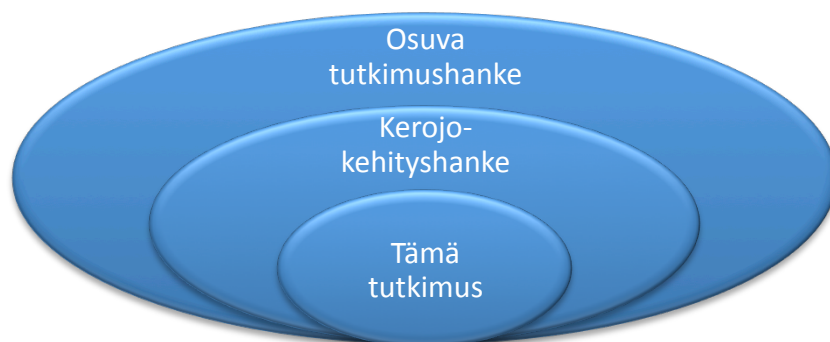 Osuva
tutkimushanke
Kerojo-
kehityshanke
Tämä
tutkimus